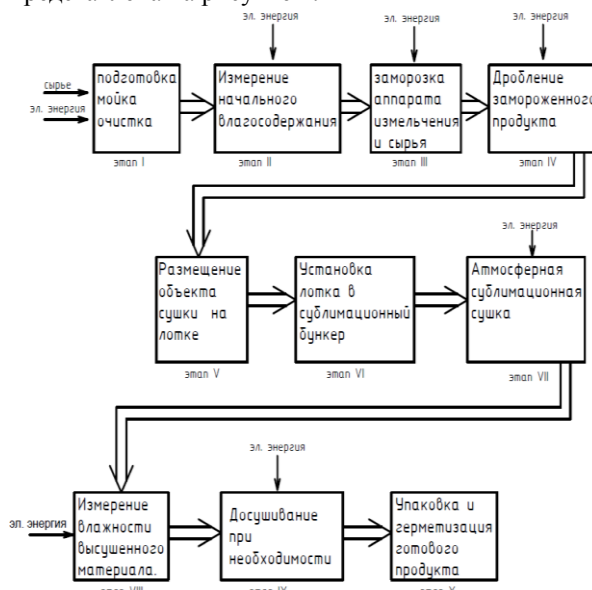 эл. энергия
эл. энергия
эл. энергия
сырье
эл. энергия
подготовка
мойка
очистка
Измерение
начального
влагосодержания
заморозка
аппарата
измельчения
и сырья
Дробление
замороженного
продукта
этап I
этап II
этап III
этап IV
эл. энергия
Размещение
объекта
сушки на
лотке
Установка
лотка в
сублимационный
бункер
Атмосферная
сублимационная
сушка
этап V
этап VI
этап VII
эл. энергия
эл. энергия
Измерение
влажности
высушенного
материала.
Досушивание
при
необходимости
Упаковка и
герметизация
готового
продукта